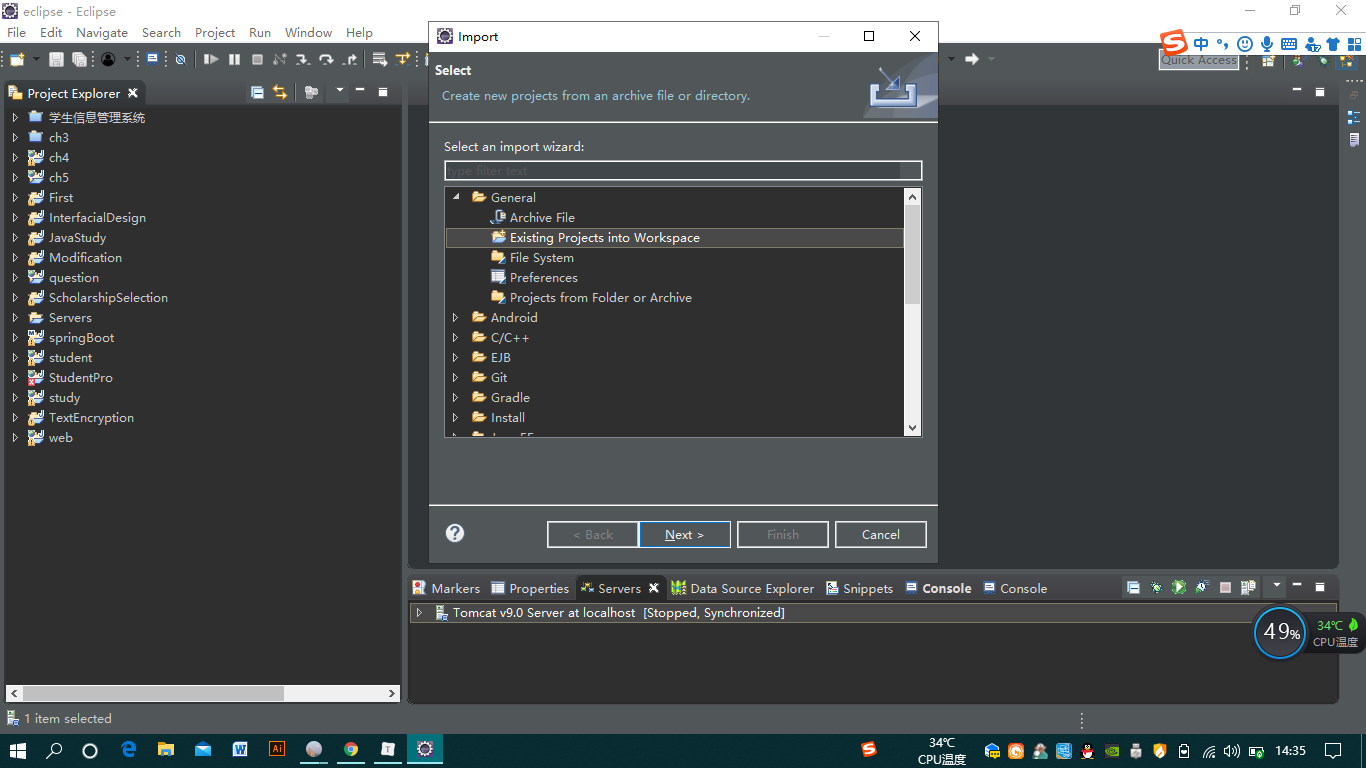 eclipse - Eclipse
File Edit Navigate Search Project Run Window Help
中
Quick Access
Project Explorer
学生信息管理系统
ch3
ch4
ch5
First
InterfacialDesign
JavaStudy
Modification
question
ScholarshipSelection
Servers
springBoot
student
StudentPro
study
TextEncryption
web
Import
Select
Create new projects from an archive file or directory.
Select an import wizard:
type filter text
General
Archive File
Existing Projects into Workspace
File System
Preferences
Projects from Folder or Archive
Android
C/C++
EJB
Git
Gradle
Install
< Back Next > Finish Cancel
Markers Properties Servers Data Source Explorer Snippets Console Console
Tomcat v9.0 Server at localhost [Stopped, Synchronized]
49%
34℃
CPU温度
1 item selected
34℃
CPU温度
14:35